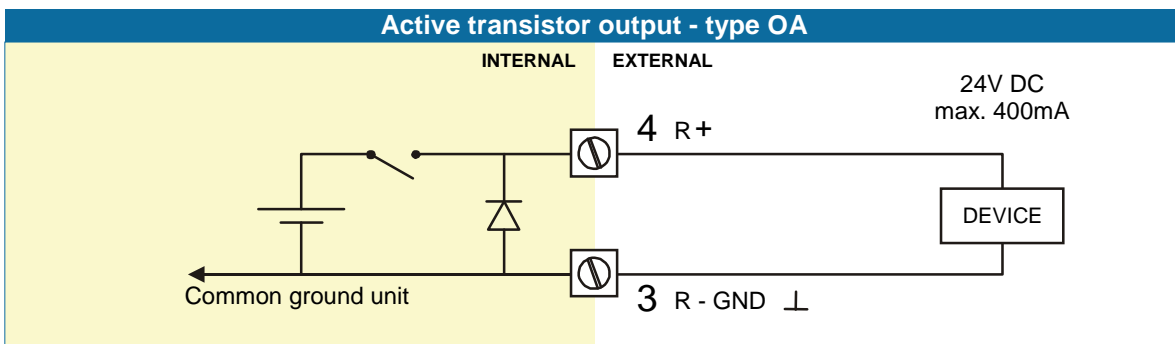 Active transistor output - type OA
INTERNAL EXTERNAL
24V DC
max. 400mA
4 R+
DEVICE
Common ground unit
3 R - GND ⊥